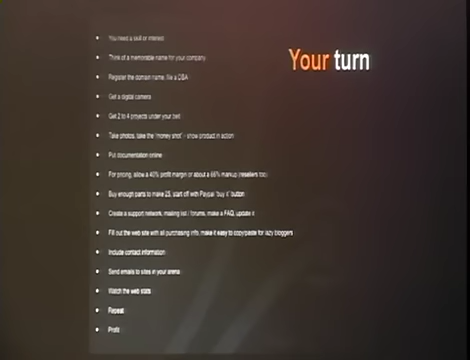 Your turn
You need a skill or interest
Think of a memorable name for your company
Register the domain name, file a DBA
Get a digital camera
Get 2 to 4 projects under your belt
Take photos, take the "money shot" - show product in action
Put documentation online
For pricing, allow a 40% profit margin or about a 66% markup (resellers too)
Buy enough parts to make 25, start off with Paypal 'buy it' button
Create a support network, mailing list / forums, make a FAQ, update it
Fill out the web site with all purchasing info, make it easy to copy/paste for lazy bloggers
Include contact information
Send emails to sites in your arena
Watch the web stats
Repeat
Profit